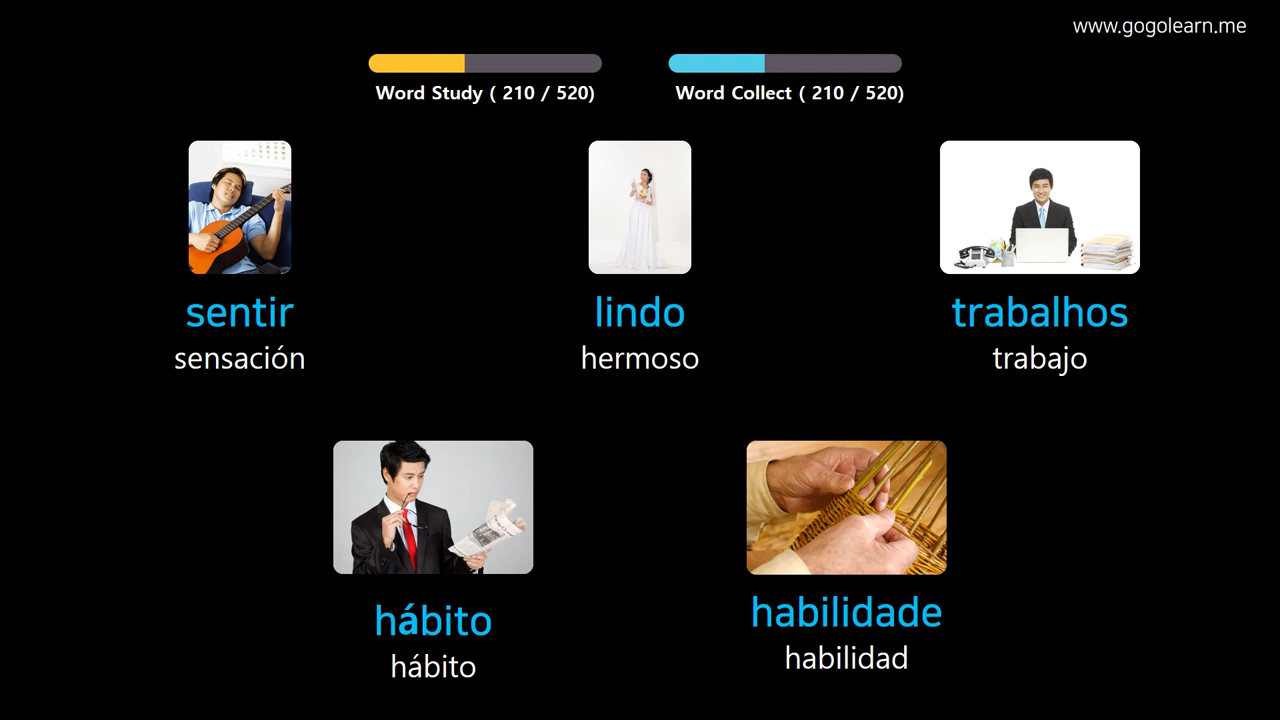 www.gogolearn.me
Word Study ( 210 / 520)
Word Collect ( 210 / 520)
sentir
sensación
lindo
hermoso
trabalhos
trabajo
hábito
hábito
habilidade
habilidad